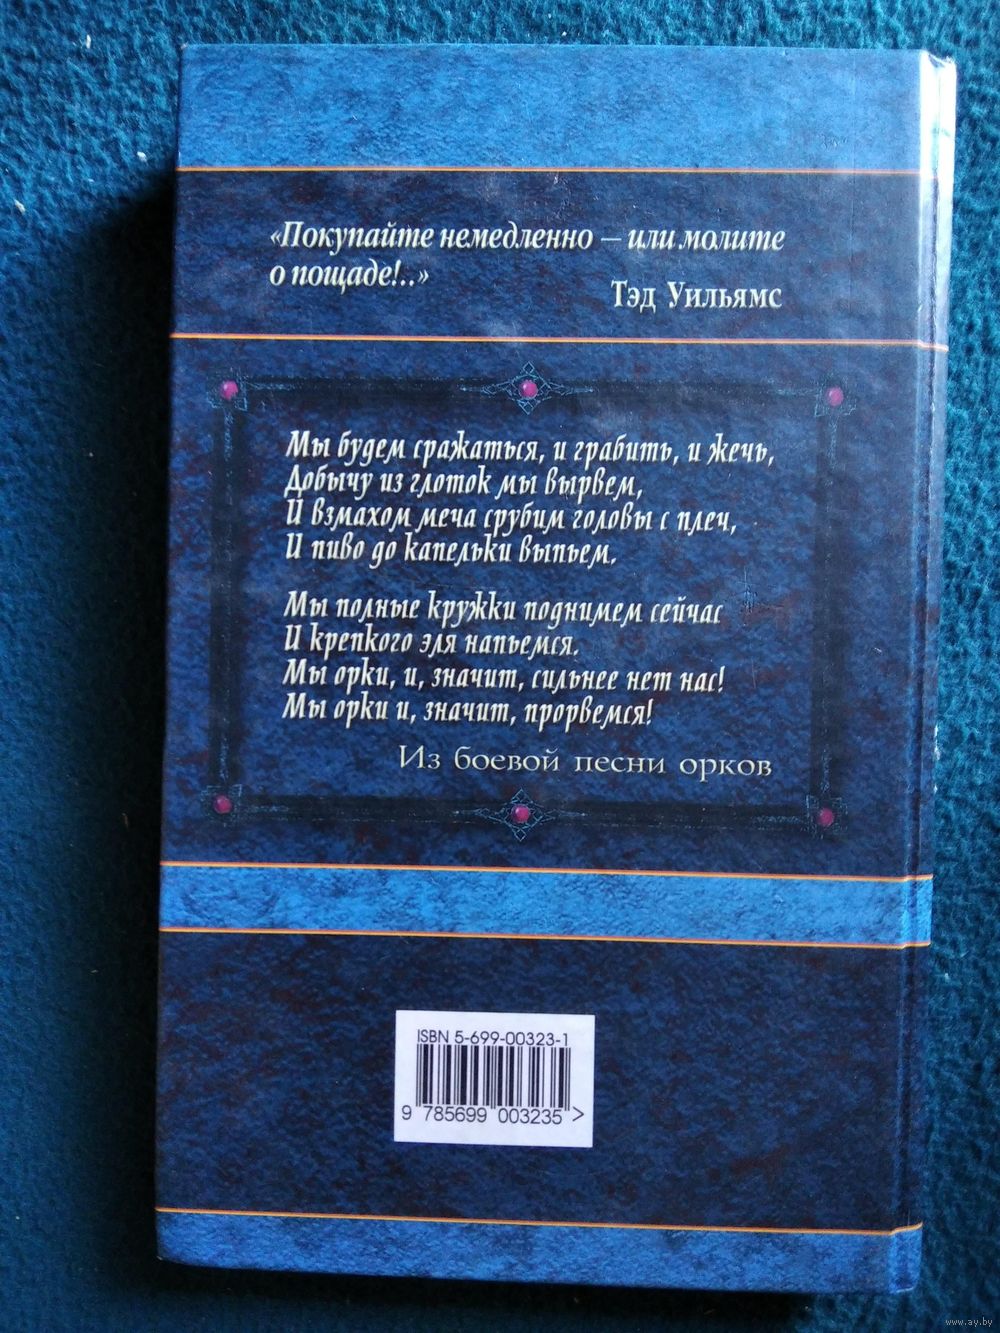 «Покупайте немедленно – или молите
о пощаде!..»
Тэд Уильямс
Мы будем сражаться, и грабить, и жечь,
Добычу из глоток мы вырвем,
И взмахом меча срубим головы с плеч,
И пиво до капельки выпьем.
Мы полные кружки поднимем сейчас
И крепкого эля напьемся.
Мы орки, и, значит, сильнее нет нас!
Мы орки и, значит, прорвемся!
Из боевой песни орков
ISBN 5-699-00323-1
9 785699 003235 >
www.ay.by